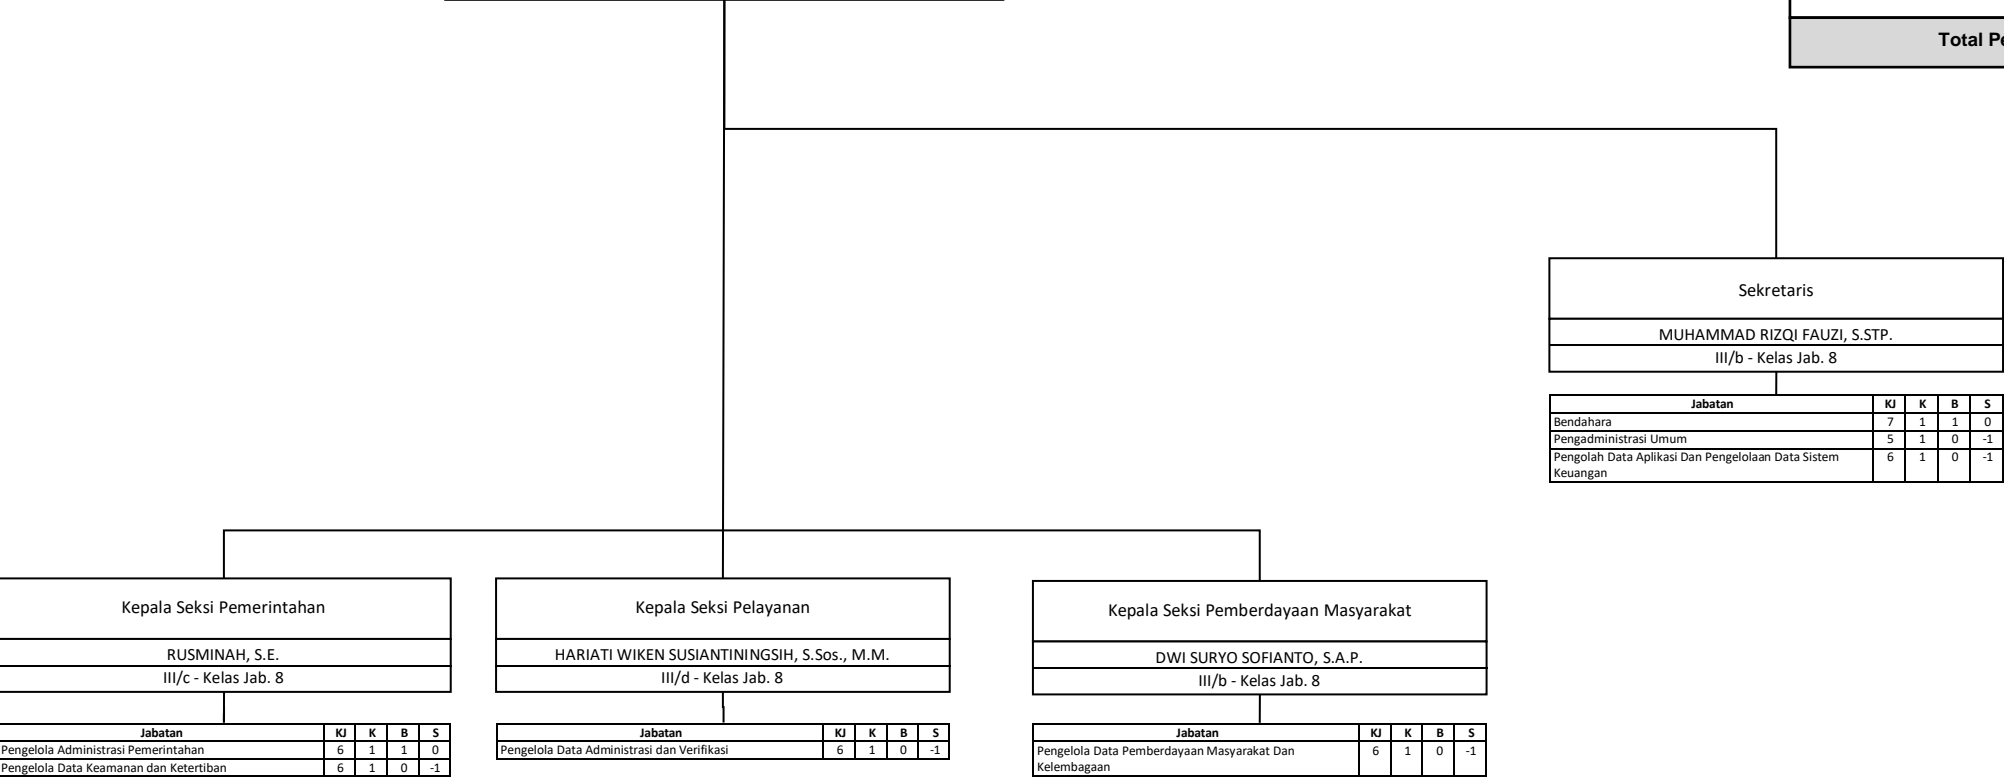 Total Pe
Sekretaris
MUHAMMAD RIZQI FAUZI, S.STP.
III/b - Kelas Jab. 8
Jabatan KJ K B S
Bendahara 7 1 1 0
Pengadministrasi Umum 5 1 0 -1
Pengolah Data Aplikasi Dan Pengelolaan Data Sistem 6 1 0 -1
Keuangan
Kepala Seksi Pemerintahan
RUSMINAH, S.E.
III/c - Kelas Jab. 8
Jabatan KJ K B S
Pengelola Administrasi Pemerintahan 6 1 1 0
Pengelola Data Keamanan dan Ketertiban 6 1 0 -1
Kepala Seksi Pelayanan
HARIATI WIKEN SUSIANTININGSIH, S.Sos., M.M.
III/d - Kelas Jab. 8
Jabatan KJ K B S
Pengelola Data Administrasi dan Verifikasi 6 1 0 -1
Kepala Seksi Pemberdayaan Masyarakat
DWI SURYO SOFIANTO, S.A.P.
III/b - Kelas Jab. 8
Jabatan KJ K B S
Pengelola Data Pemberdayaan Masyarakat Dan 6 1 0 -1
Kelembagaan